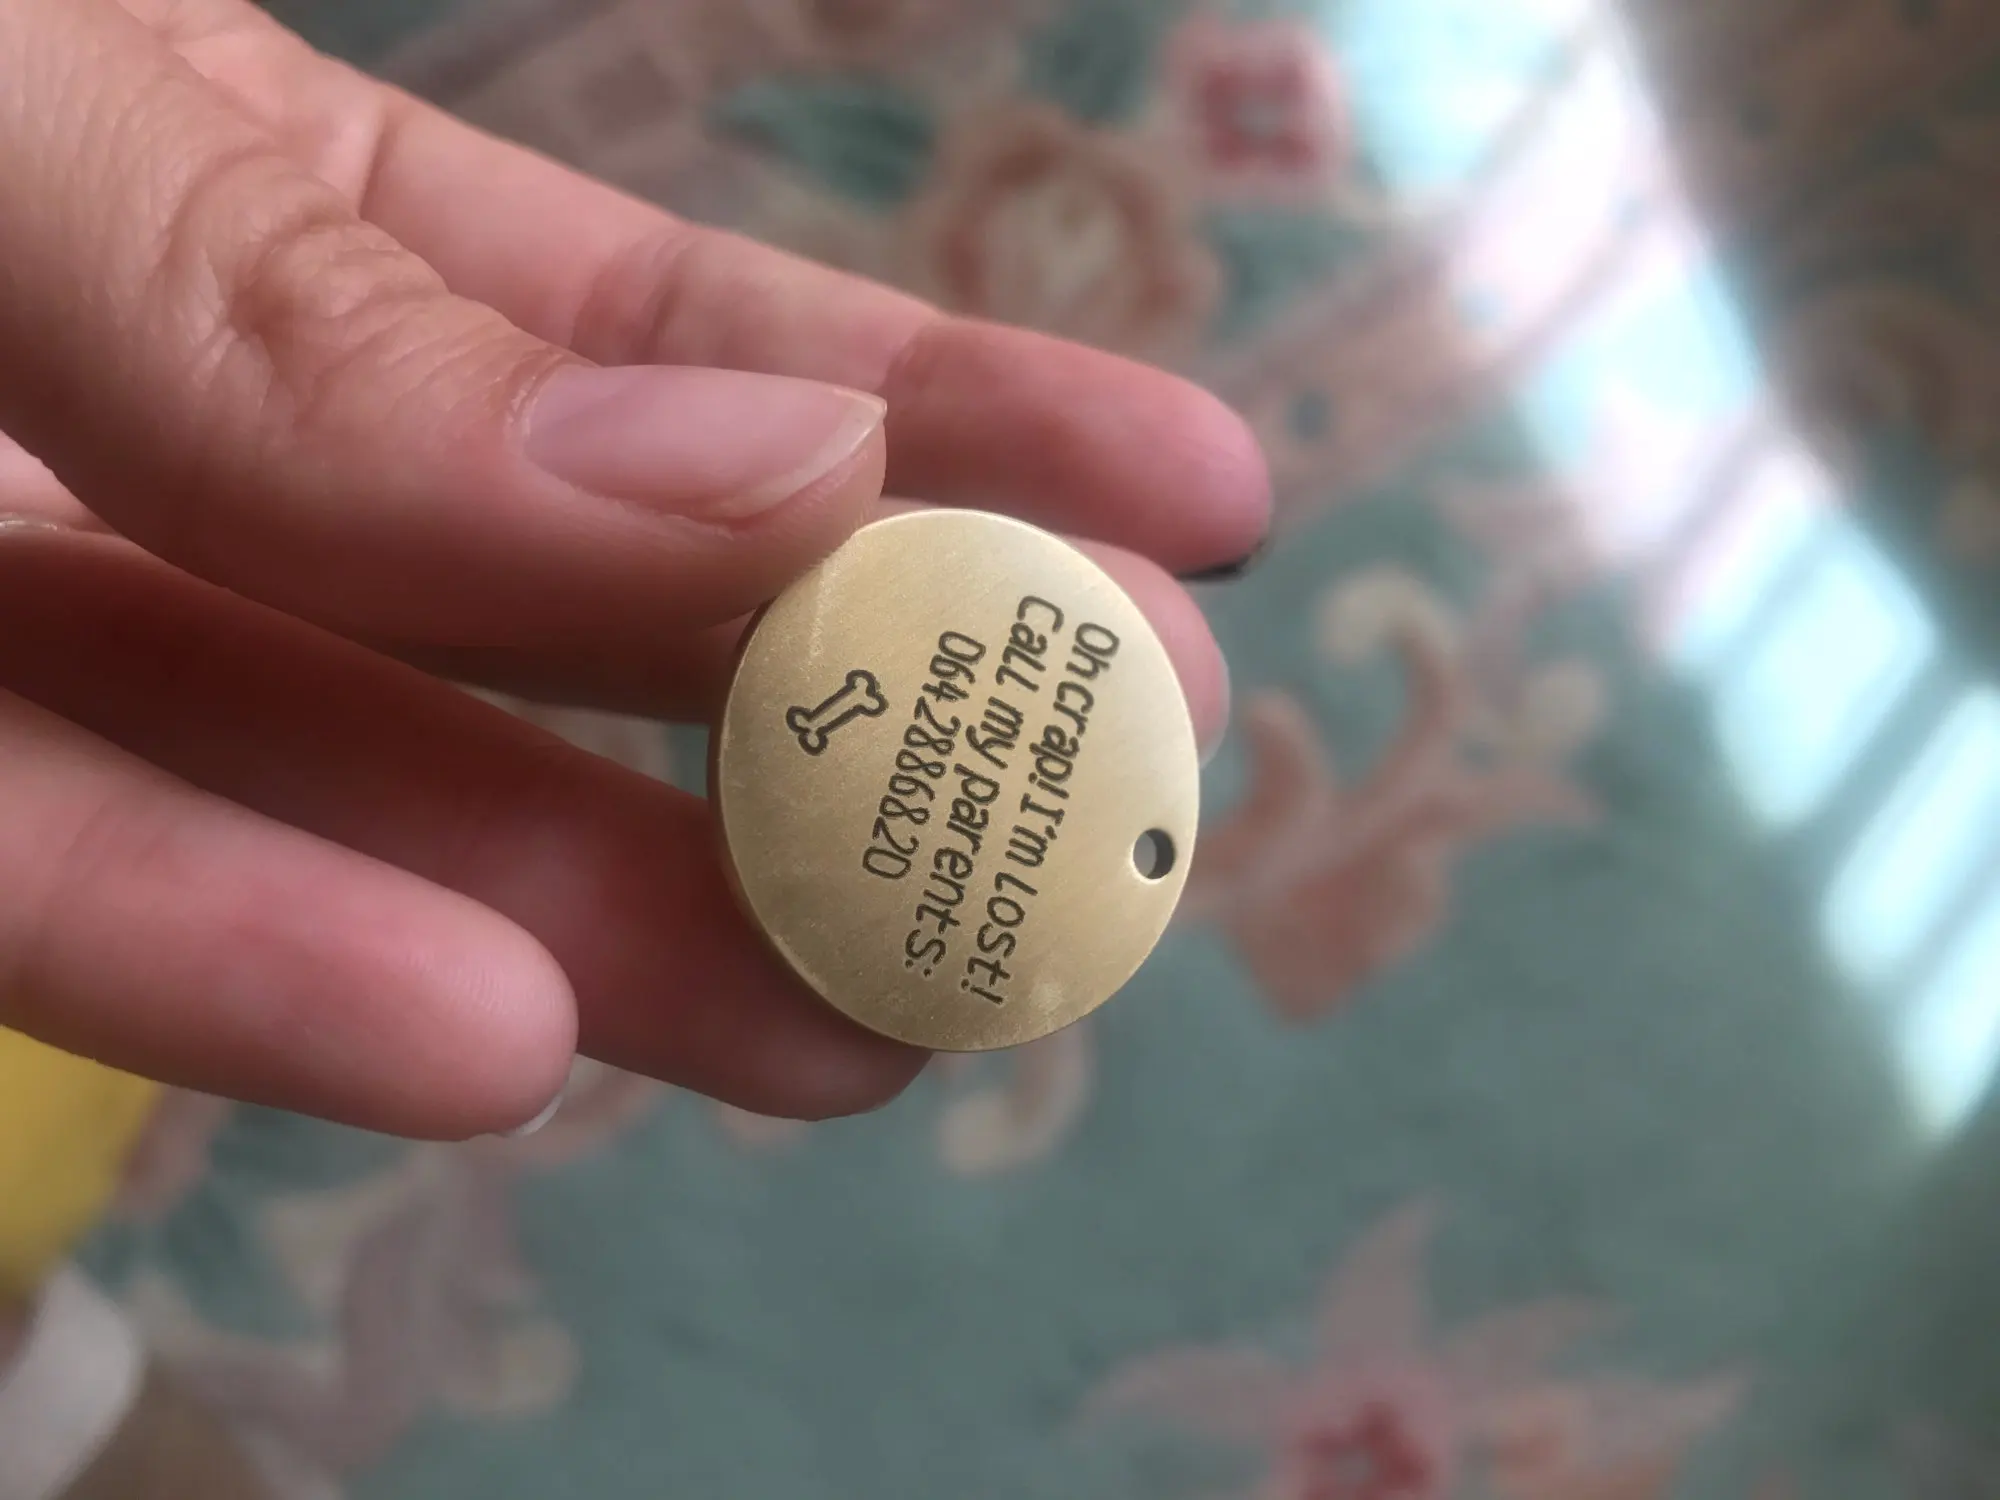 Oh crap! I'm lost!
Call my parents:
0642886820